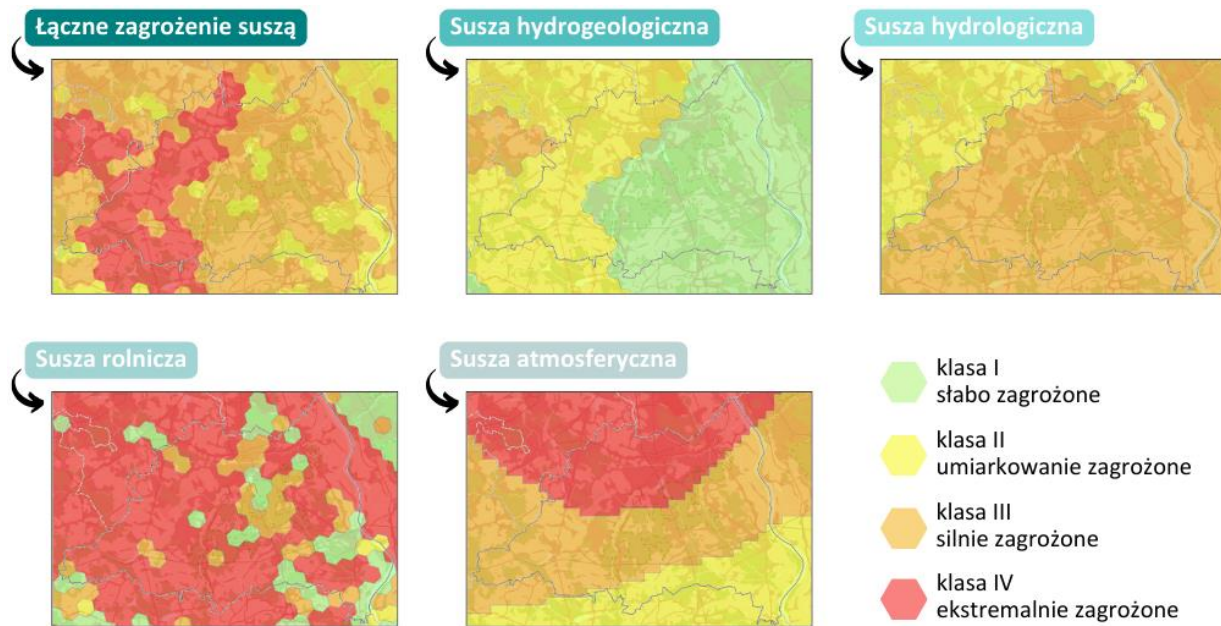 Łączne zagrożenie suszą
Susza hydrogeologiczna
Susza hydrologiczna
Susza rolnicza
Susza atmosferyczna
klasa I
słabo zagrożone
klasa II
umiarkowanie zagrożone
klasa III
silnie zagrożone
klasa IV
ekstremalnie zagrożone